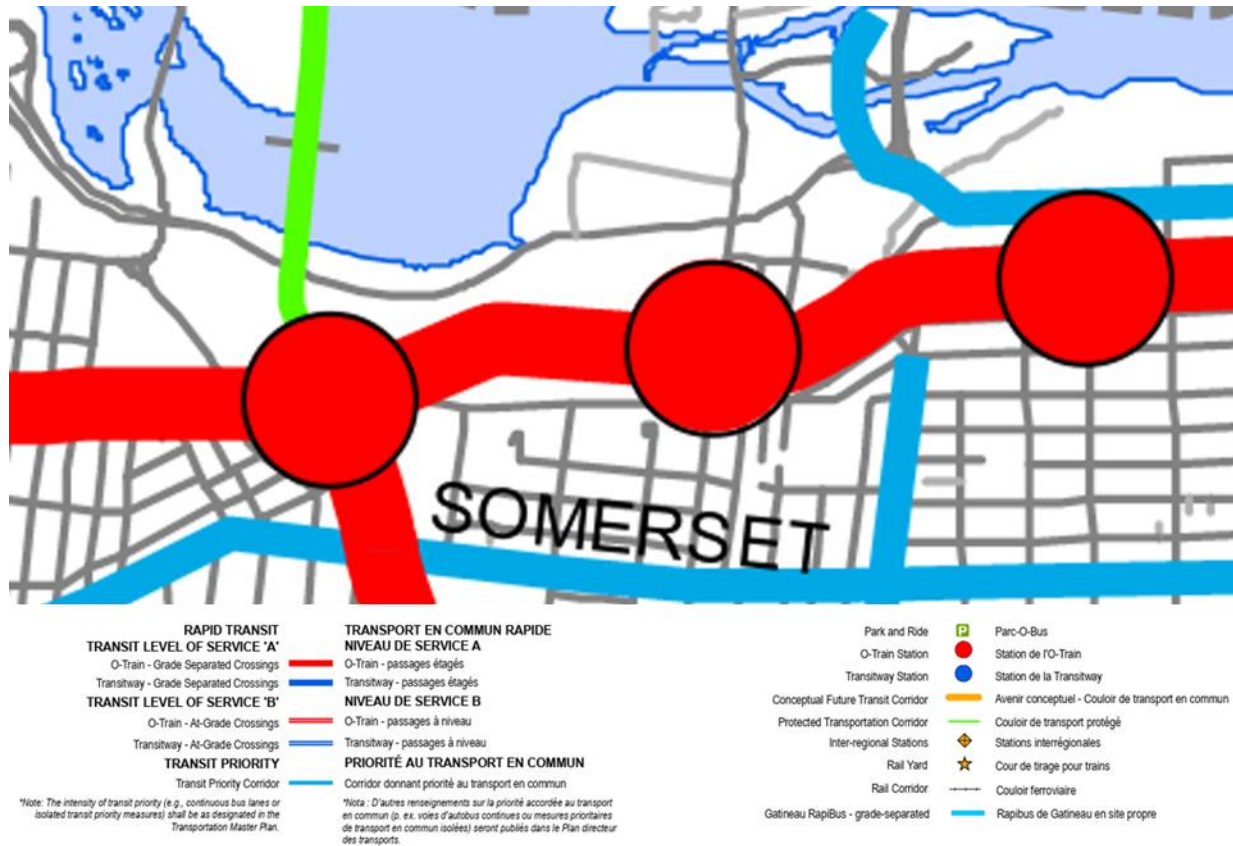 SOMERSET
RAPID TRANSIT
TRANSIT LEVEL OF SERVICE 'A'
O-Train - Grade Separated Crossings
Transitway - Grade Separated Crossings
TRANSIT LEVEL OF SERVICE 'B'
O-Train - At-Grade Crossings
Transitway - At-Grade Crossings
TRANSIT PRIORITY
Transit Priority Corridor
*Note: The intensity of transit priority (e.g., continuous bus lanes or
isolated transit priority measures) shall be as designated in the
Transportation Master Plan.
TRANSPORT EN COMMUN RAPIDE
NIVEAU DE SERVICE A
O-Train - passages étagés
Transitway - passages étagés
NIVEAU DE SERVICE B
O-Train - passages à niveau
Transitway - passages à niveau
PRIORITÉ AU TRANSPORT EN COMMUN
Corridor donnant priorité au transport en commun
*Nota : D'autres renseignements sur la priorité accordée au transport
en commun (p. ex. voies d'autobus continues ou mesures prioritaires
de transport en commun isolées) seront publiés dans le Plan directeur
des transports.
Park and Ride P Parc-O-Bus
O-Train Station Station de l'O-Train
Transitway Station Station de la Transitway
Conceptual Future Transit Corridor Avenir conceptuel - Couloir de transport en commun
Protected Transportation Corridor Couloir de transport protégé
Inter-regional Stations Stations interrégionales
Rail Yard Cour de tirage pour trains
Rail Corridor Couloir ferroviaire
Gatineau RapiBus - grade-separated Rapibus de Gatineau en site propre